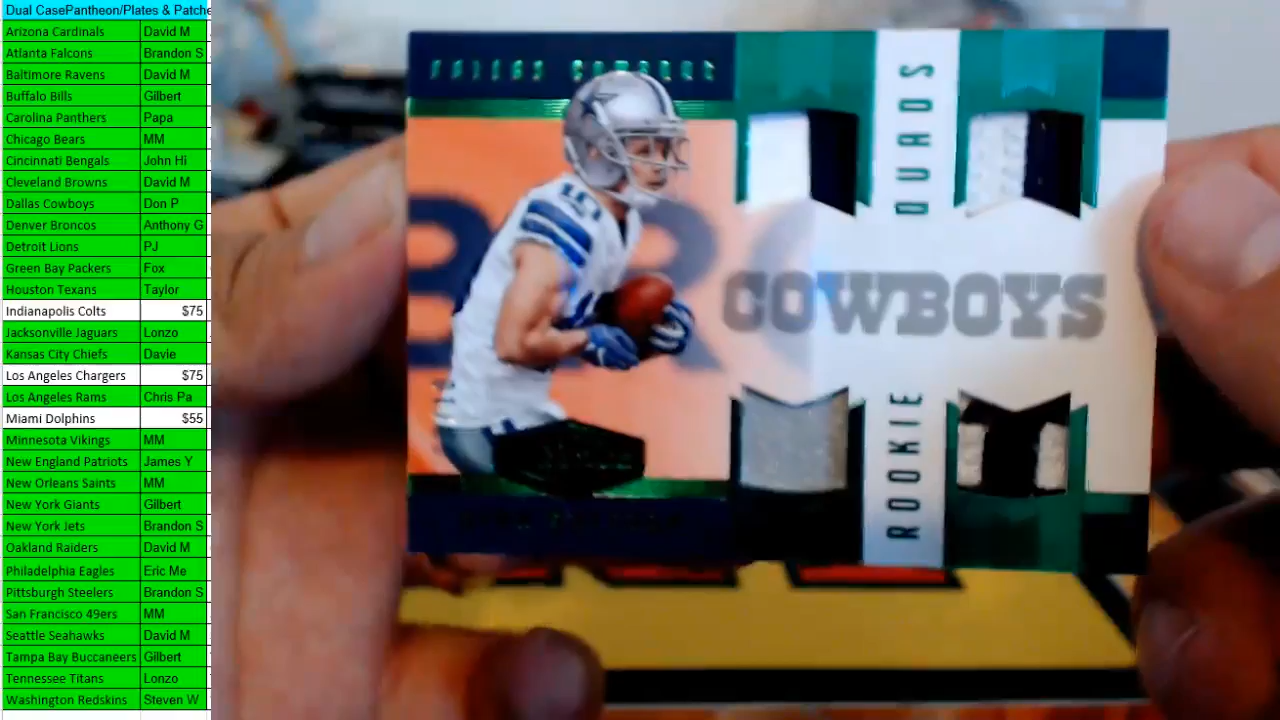 Dual CasePantheon/Plates & Patche
Arizona Cardinals David M
Atlanta Falcons Brandon S
Baltimore Ravens David M
Buffalo Bills Gilbert
Carolina Panthers Papa
Chicago Bears MM
Cincinnati Bengals John Hi
Cleveland Browns David M
Dallas Cowboys Don P
Denver Broncos Anthony G
Detroit Lions PJ
Green Bay Packers Fox
Houston Texans Taylor
Indianapolis Colts $75
Jacksonville Jaguars Lonzo
Kansas City Chiefs Davie
Los Angeles Chargers $75
Los Angeles Rams Chris Pa
Miami Dolphins $55
Minnesota Vikings MM
New England Patriots James Y
New Orleans Saints MM
New York Giants Gilbert
New York Jets Brandon S
Oakland Raiders David M
Philadelphia Eagles Eric Me
Pittsburgh Steelers Brandon S
San Francisco 49ers MM
Seattle Seahawks David M
Tampa Bay Buccaneers Gilbert
Tennessee Titans Lonzo
Washington Redskins Steven W
DALLAS COWBOYS
COWBOYS
ROOKIE QUADS
10